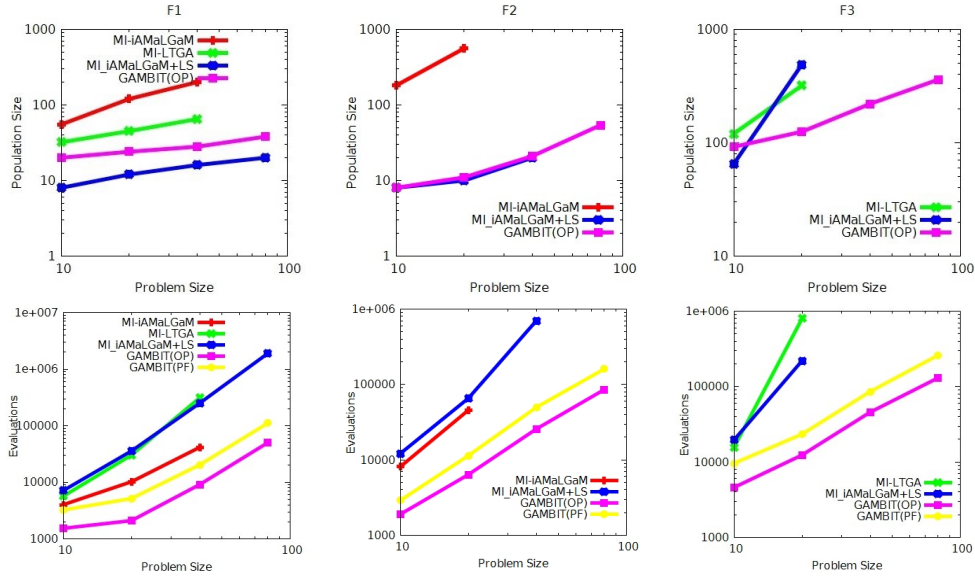 F1
1000
100
10
1
Population Size
MI-iAMaLGaM
MI-LTGA
MI_iAMaLGaM+LS
GAMBIT(OP)
10
100
Problem Size
F2
1000
100
10
1
Population Size
MI-iAMaLGaM
MI_iAMaLGaM+LS
GAMBIT(OP)
10
100
Problem Size
F3
1000
100
10
Population Size
MI-LTGA
MI_iAMaLGaM+LS
GAMBIT(OP)
10
100
Problem Size
1e+007
1e+006
100000
10000
1000
Evaluations
MI-iAMaLGaM
MI-LTGA
MI_iAMaLGaM+LS
GAMBIT(OP)
GAMBIT(PF)
10
100
Problem Size
1e+006
100000
10000
1000
Evaluations
MI-iAMaLGaM
MI_iAMaLGaM+LS
GAMBIT(OP)
GAMBIT(PF)
10
100
Problem Size
1e+006
100000
10000
1000
Evaluations
MI-LTGA
MI_iAMaLGaM+LS
GAMBIT(OP)
GAMBIT(PF)
10
100
Problem Size